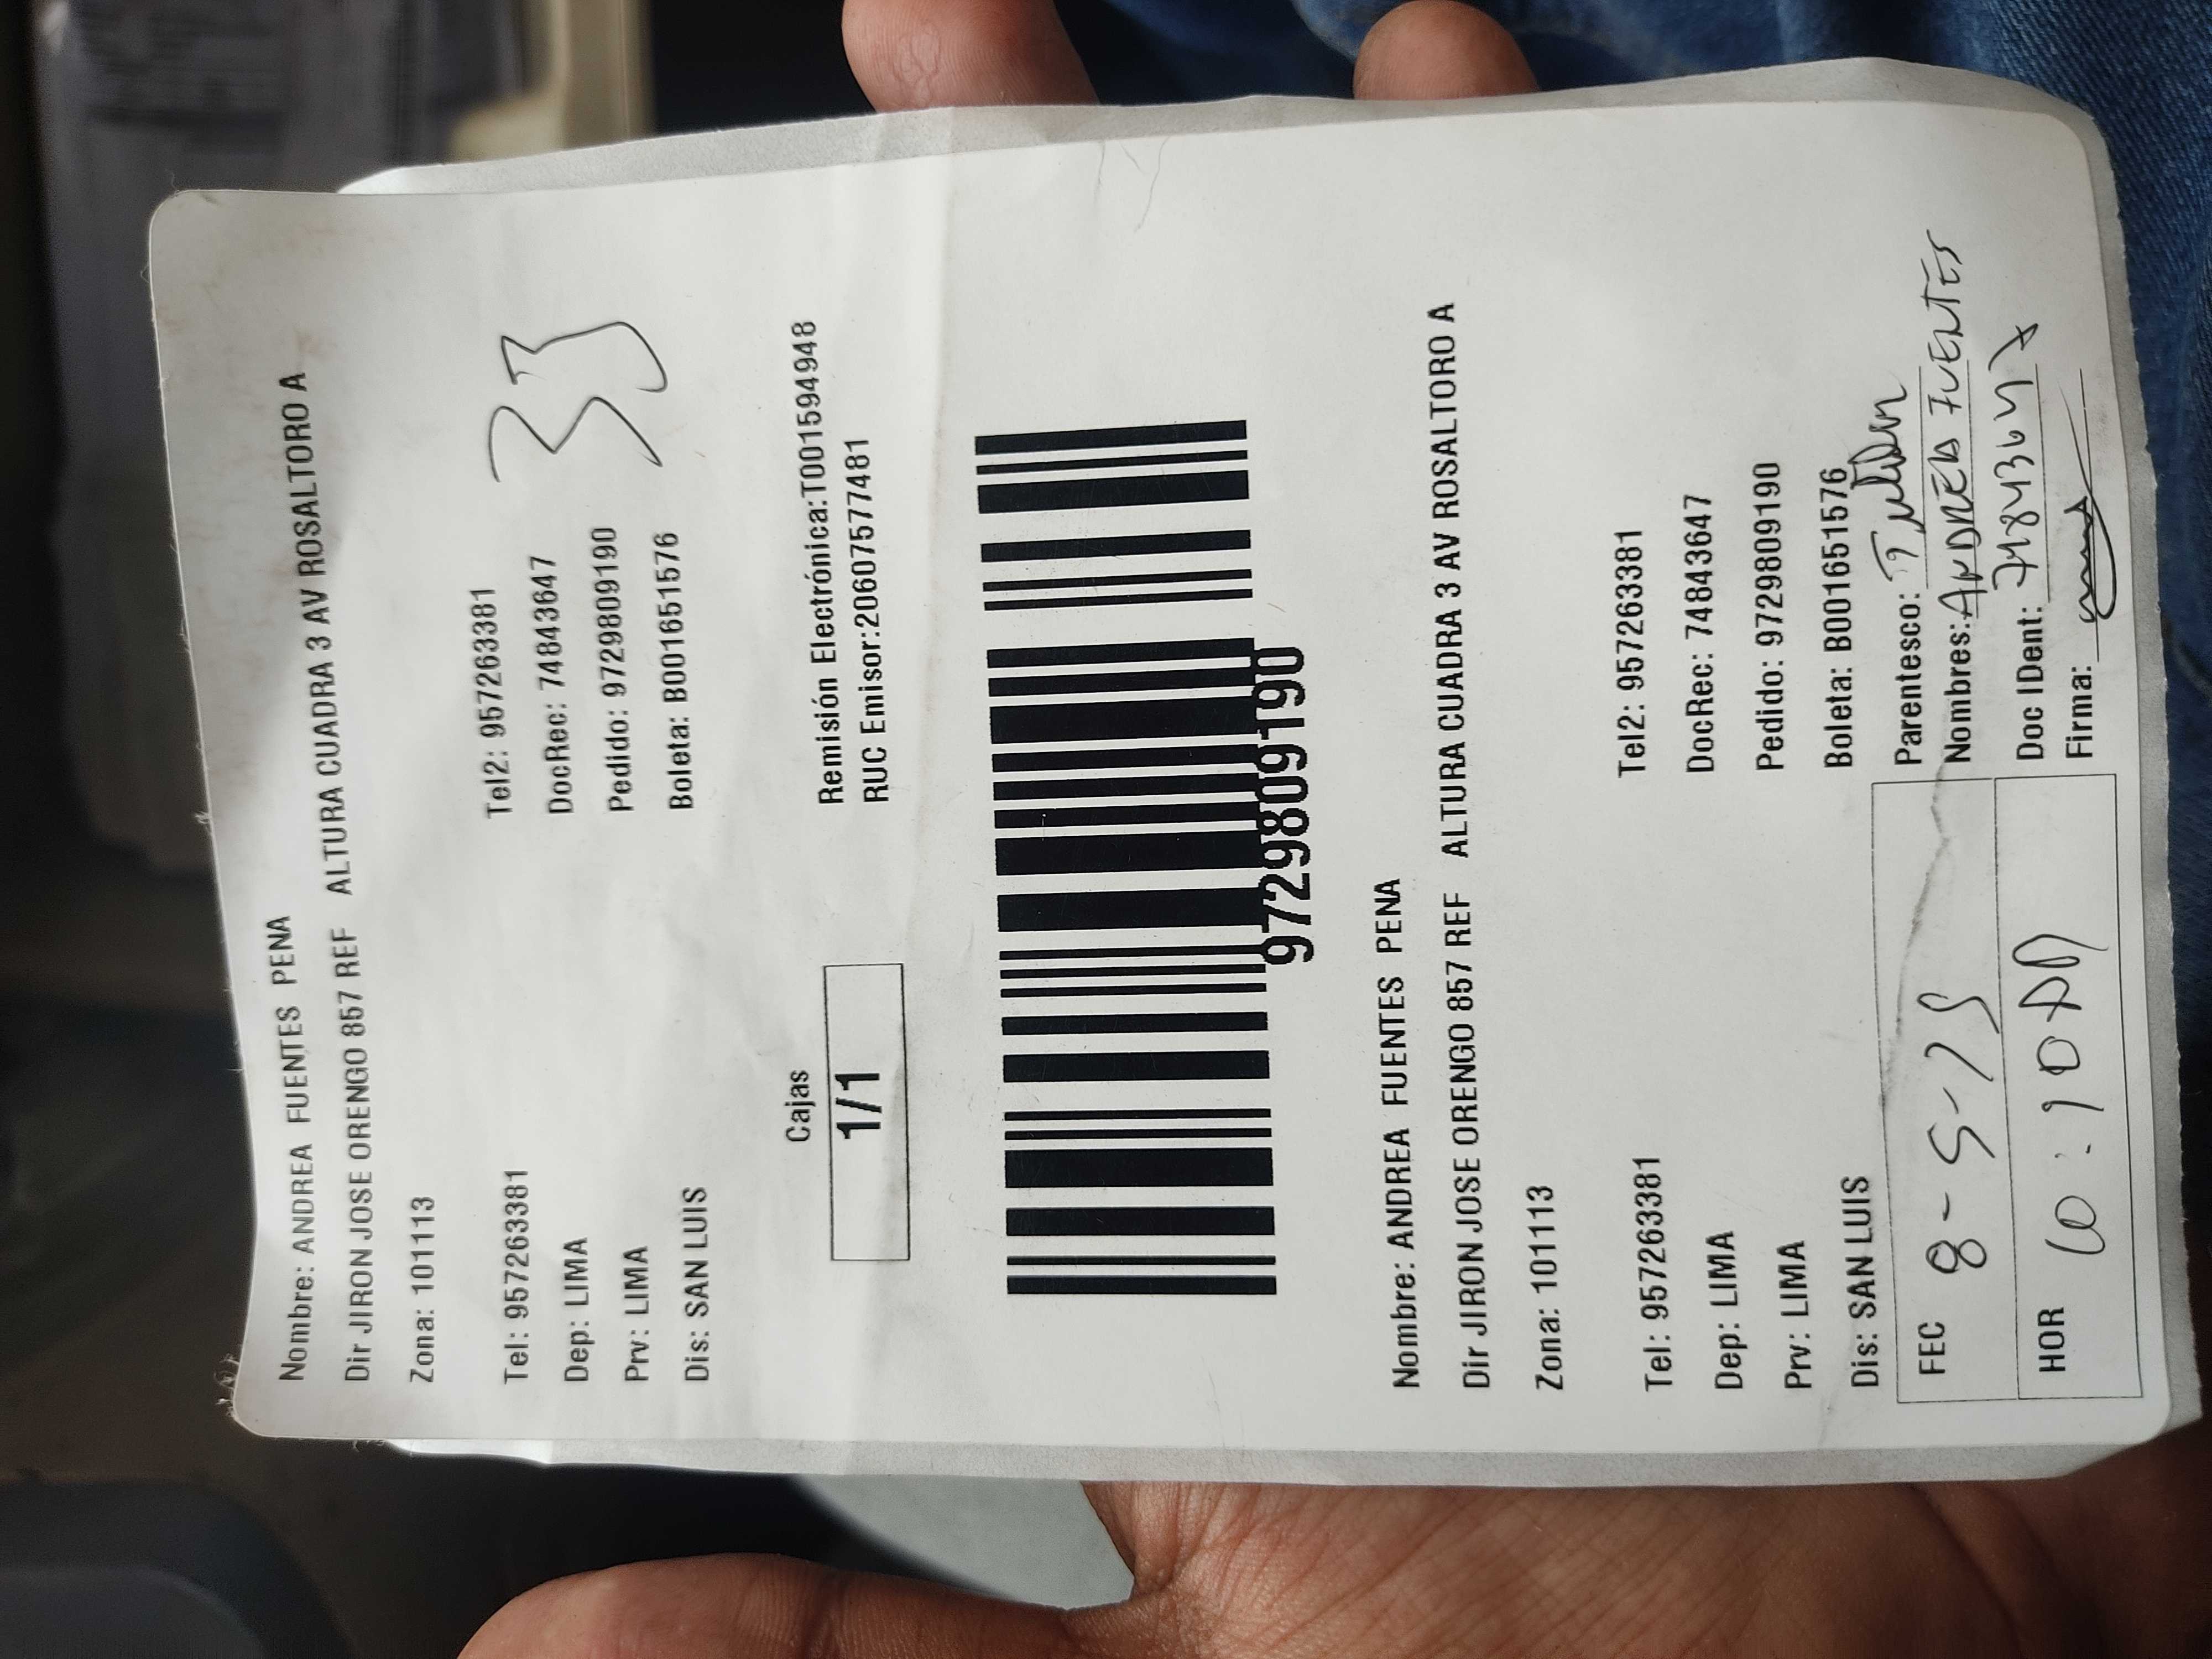 Nombre: ANDREA FUENTES PENA
Dir JIRON JOSE ORENGO 857 REF ALTURA CUADRA 3 AV ROSALTORO A
Zona: 101113
Tel: 957263381 Tel2: 957263381
Dep: LIMA DocRec: 74843647
Prv: LIMA Pedido: 9729809190
Dis: SAN LUIS Boleta: B001651576
33
Cajas Remisión Electrónica:T001594948
1/1 RUC Emisor:20607577481
9729809190
Nombre: ANDREA FUENTES PENA
Dir JIRON JOSE ORENGO 857 REF ALTURA CUADRA 3 AV ROSALTORO A
Zona: 101113
Tel: 957263381 Tel2: 957263381
Dep: LIMA DocRec: 74843647
Prv: LIMA Pedido: 9729809190
Dis: SAN LUIS Boleta: B001651576
FEC Parentesco: Titular
Nombres: ANDREA FUENTES
HOR Doc IDent:
Firma: